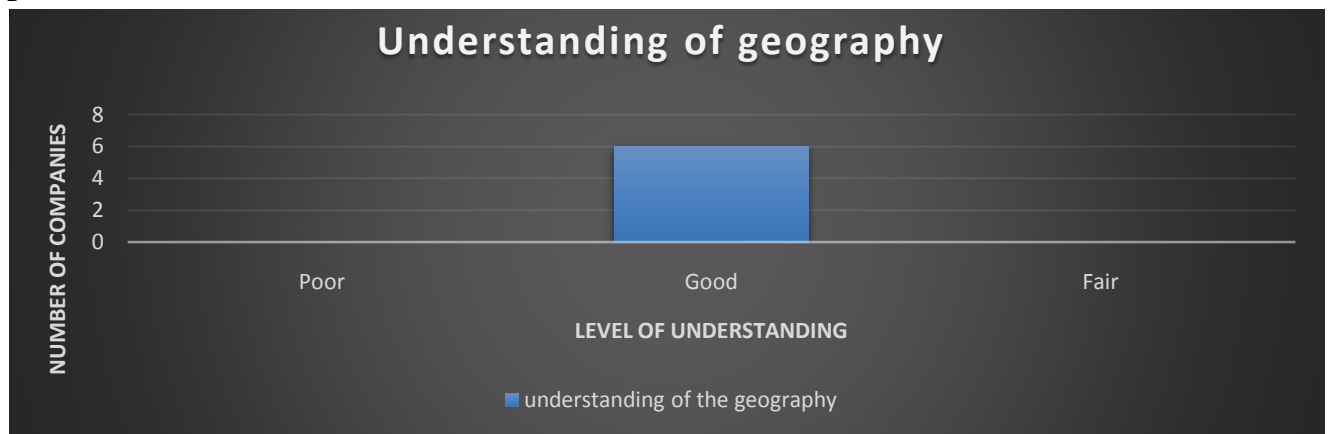 Understanding of geography
NUMBER OF COMPANIES
8
6
4
2
0
Poor Good Fair
LEVEL OF UNDERSTANDING
understanding of the geography